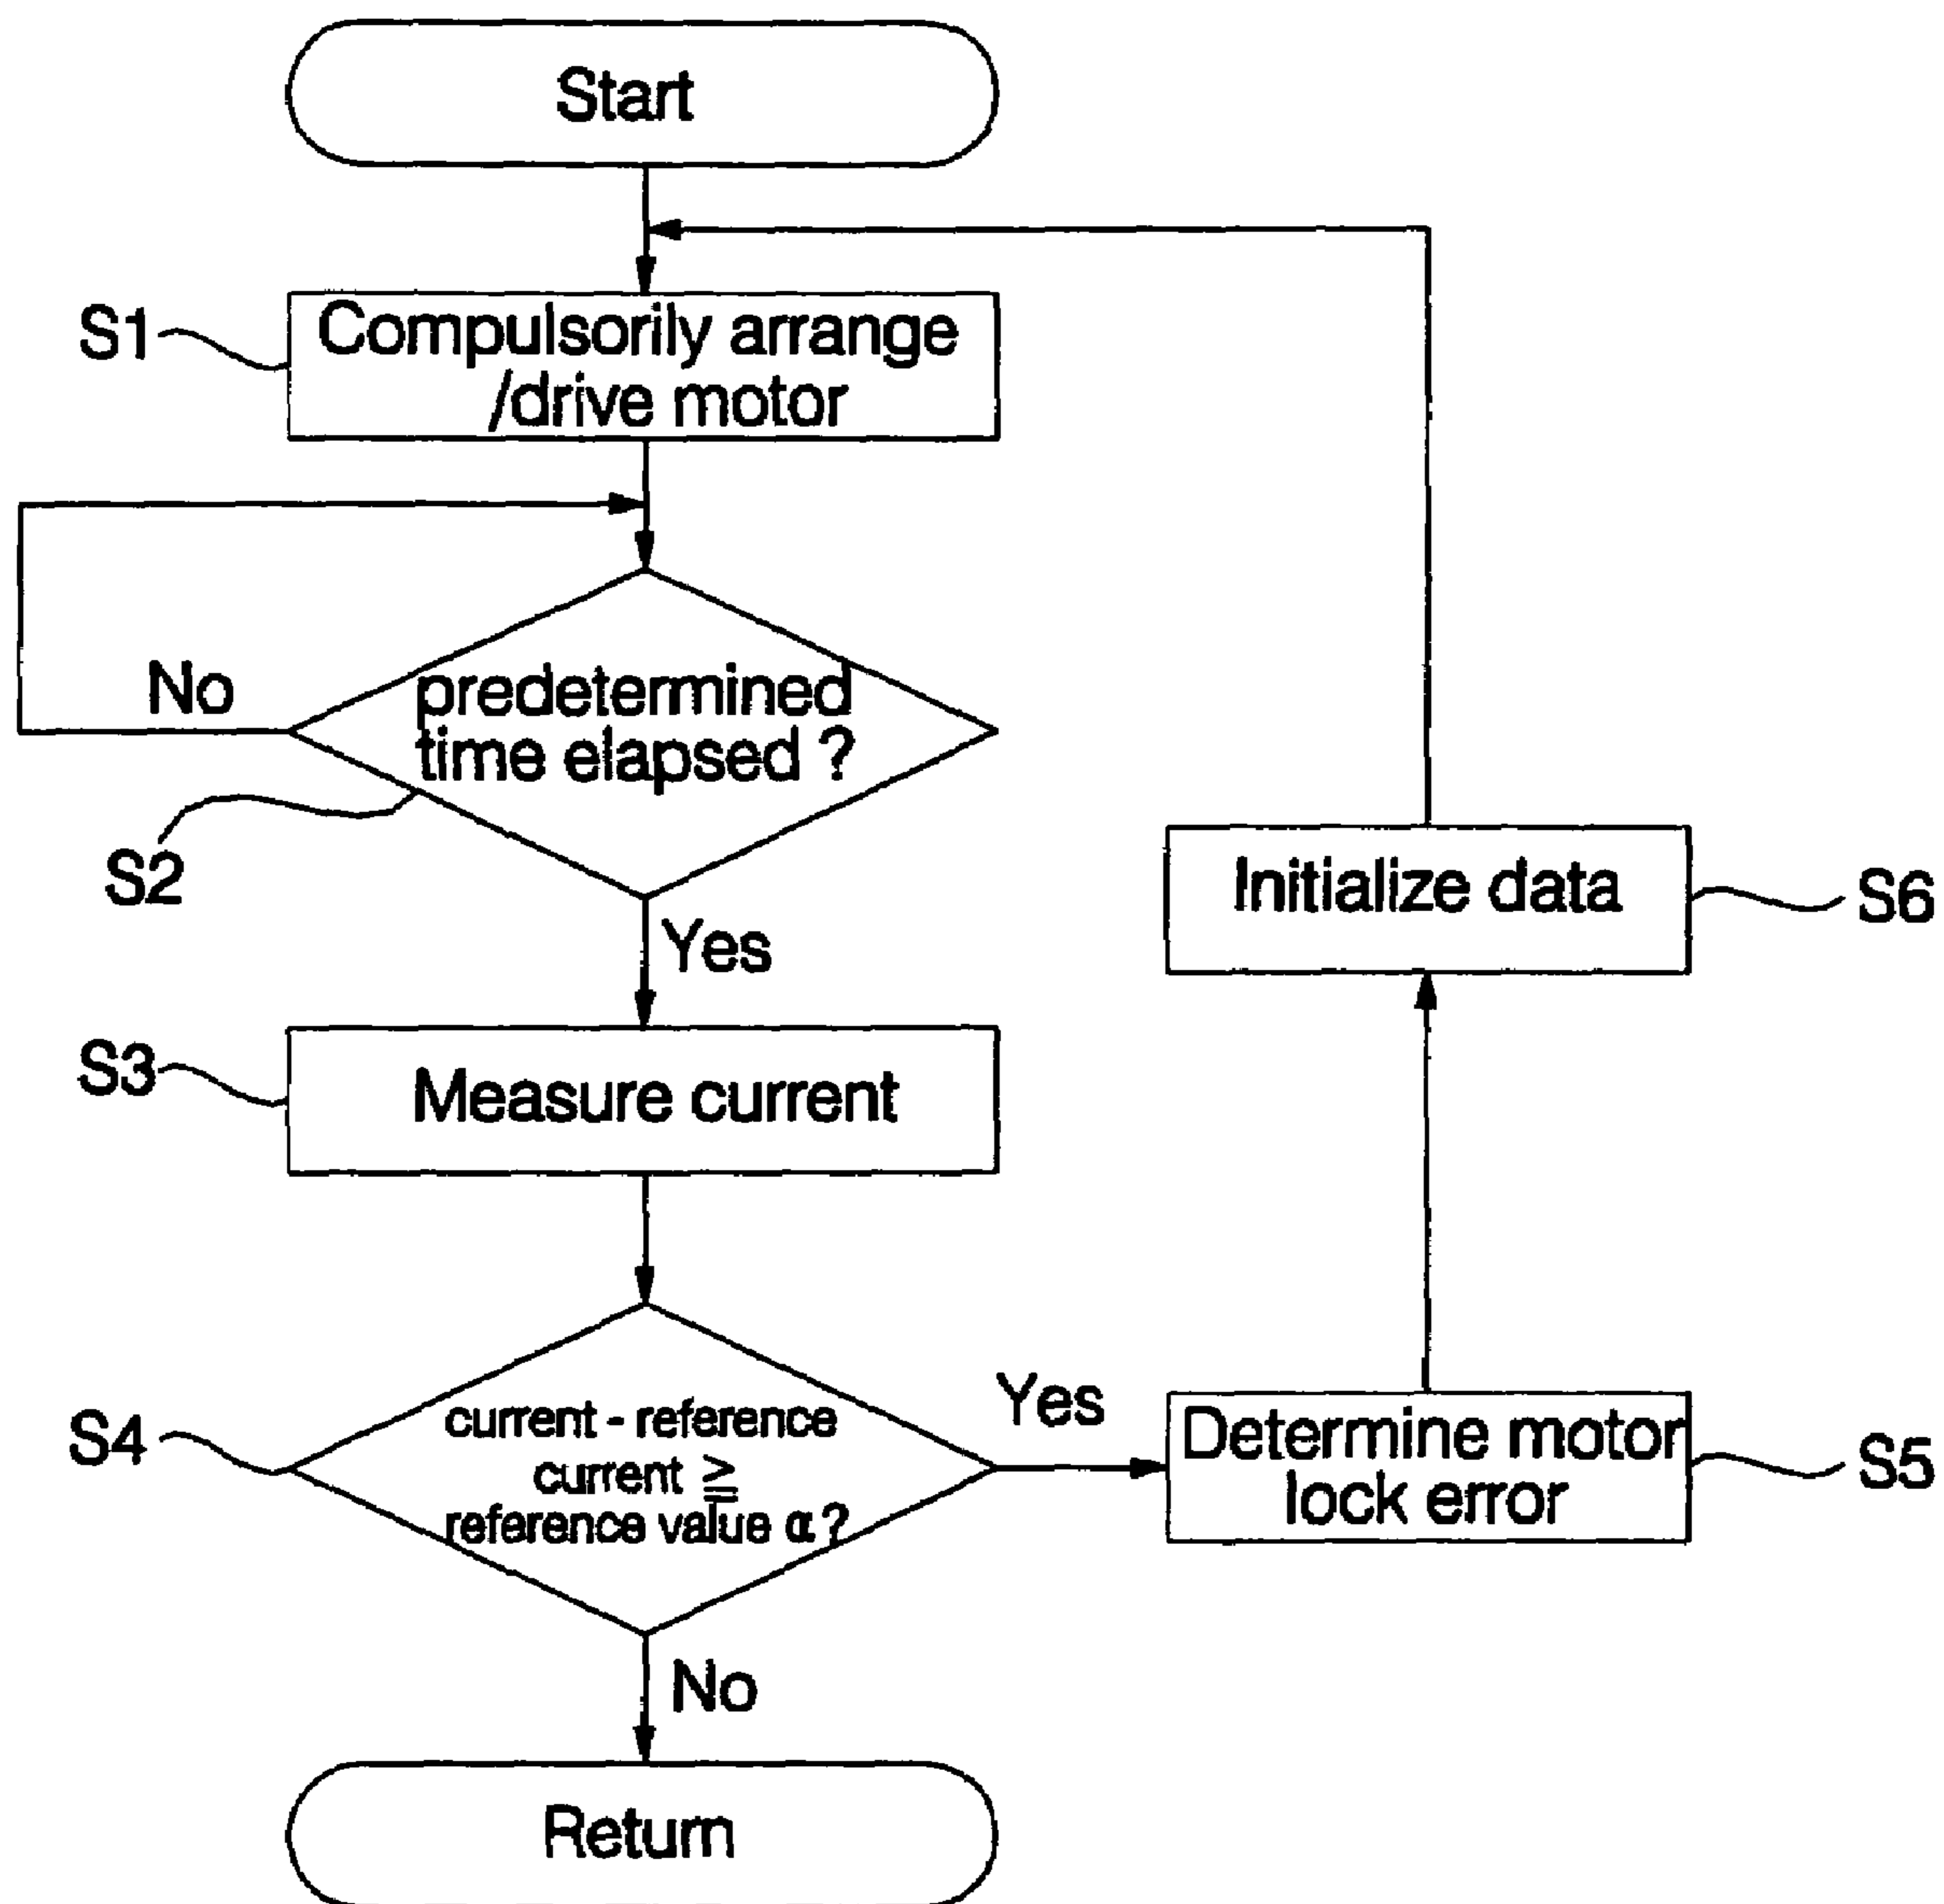 Start
S1
Compulsorily arrange
/drive motor
No
predetermined
time elapsed ?
S2
Yes
Initialize data
S6
S3
Measure current
S4
current - reference
current ≧
reference value α ?
Yes
Determine motor
lock error
S5
No
Return